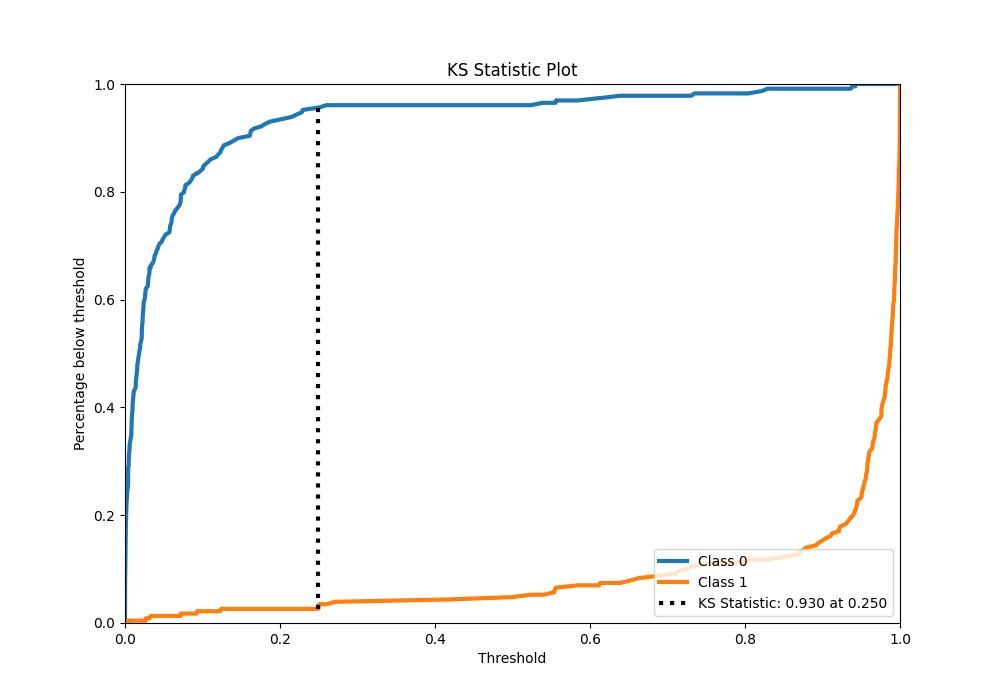 KS Statistic Plot
Percentage below threshold
1.0
0.8
0.6
0.4
0.2
0.0
0.0 0.2 0.4 0.6 0.8 1.0
Threshold
Class 0
Class 1
KS Statistic: 0.930 at 0.250